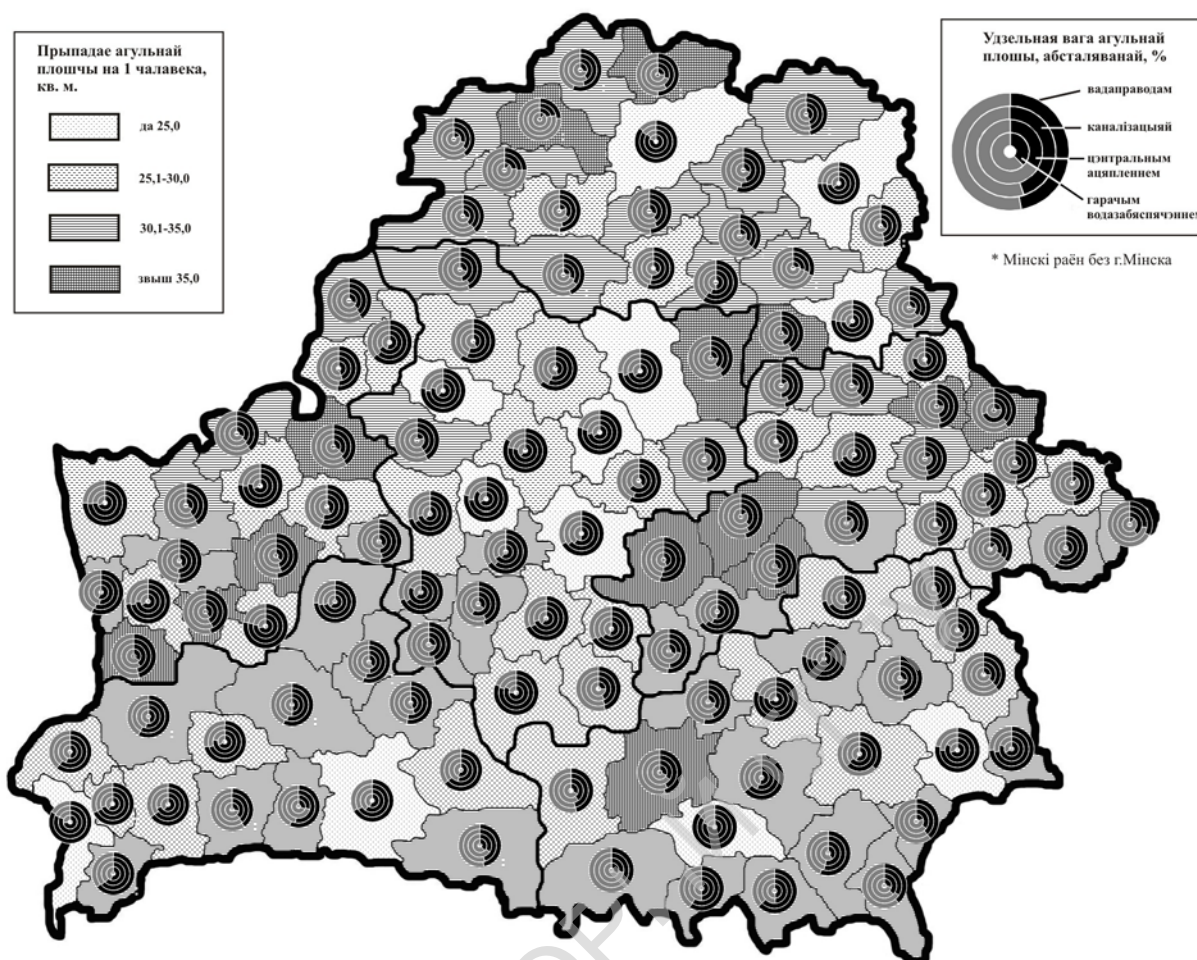 Прыпадае агульнай
плошчы на 1 чалавека,
кв. м.
да 25,0
25,1-30,0
30,1-35,0
звыш 35,0
Удзельная вага агульнай
плошы, абсталяванай, %
вадаправодам
каналізацыяй
цэнтральным
ацяпленнем
гарачым
водазабяспячэннем
* Мінскі раён без г.Мінска